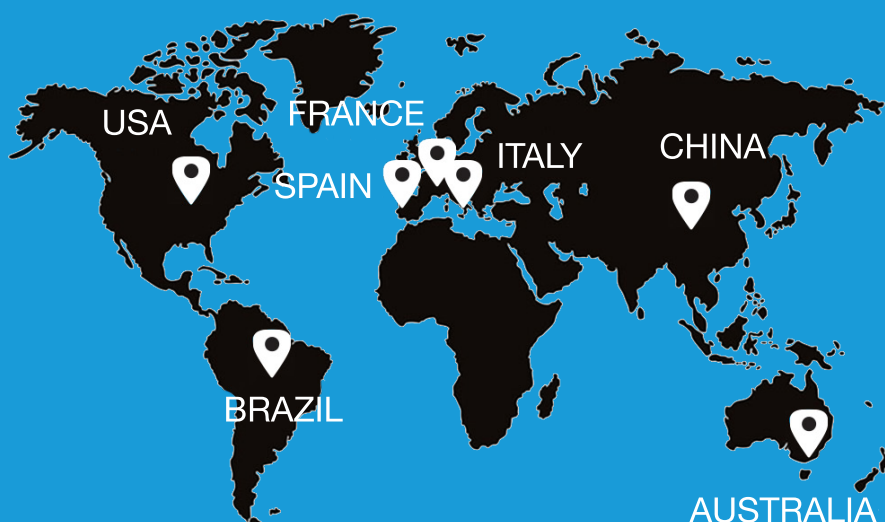 FRANCE
USA
ITALY
CHINA
SPAIN
BRAZIL
AUSTRALIA